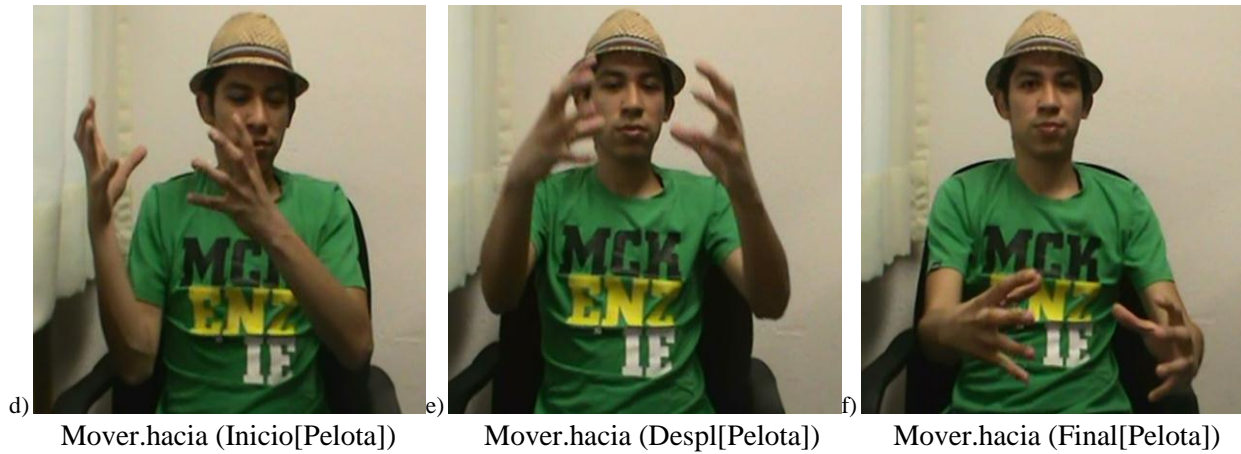 MCK
ENZ
IE
MCK
ENZ
IE
MCK
ENZ
IE
d) e) f)
Mover.hacia (Inicio[Pelota]) Mover.hacia (Despl[Pelota]) Mover.hacia (Final[Pelota])